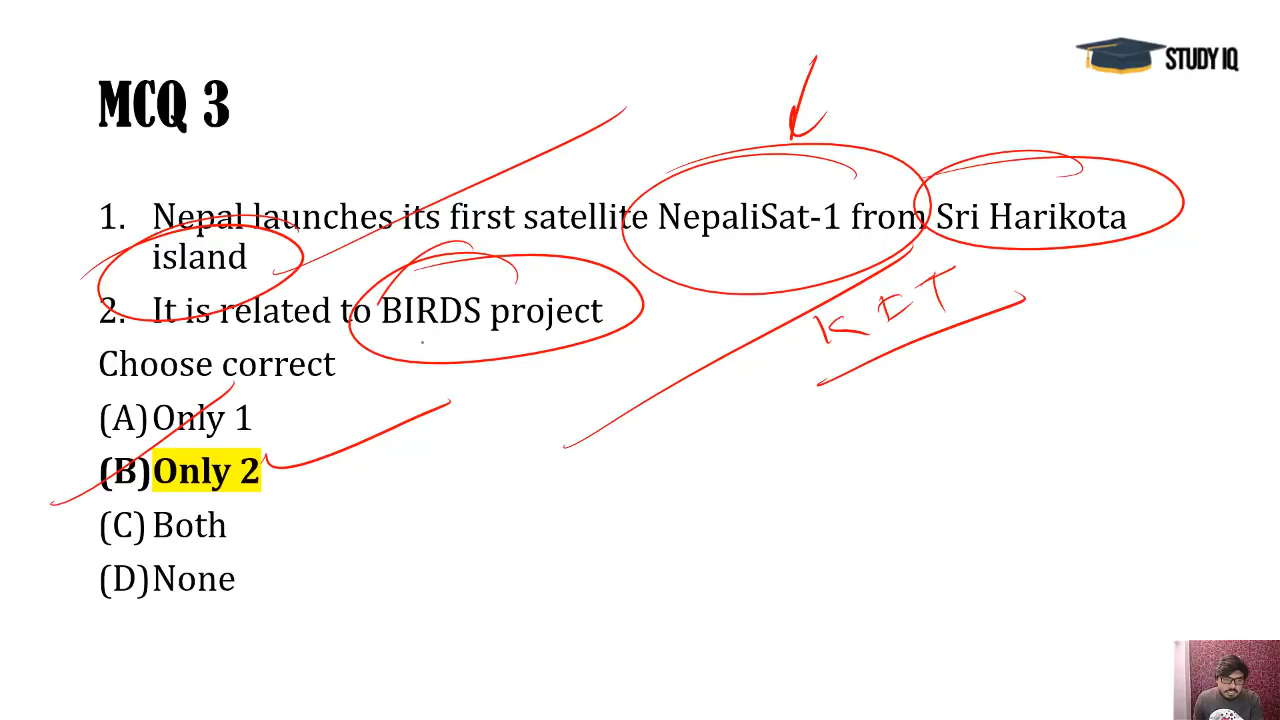 STUDY IQ
MCQ 3
1. Nepal launches its first satellite NepaliSat-1 from Sri Harikota
island
2. It is related to BIRDS project
Choose correct
(A) Only 1
(B) Only 2
(C) Both
(D) None